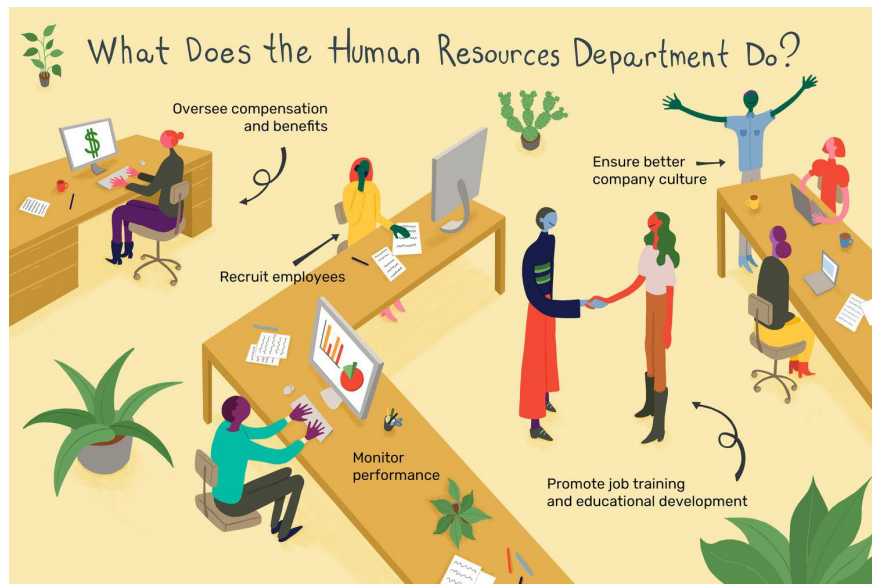 What Does the Human Resources Department Do?
Oversee compensation
and benefits
$
Ensure better
company culture
Recruit employees
Monitor
performance
Promote job training
and educational development